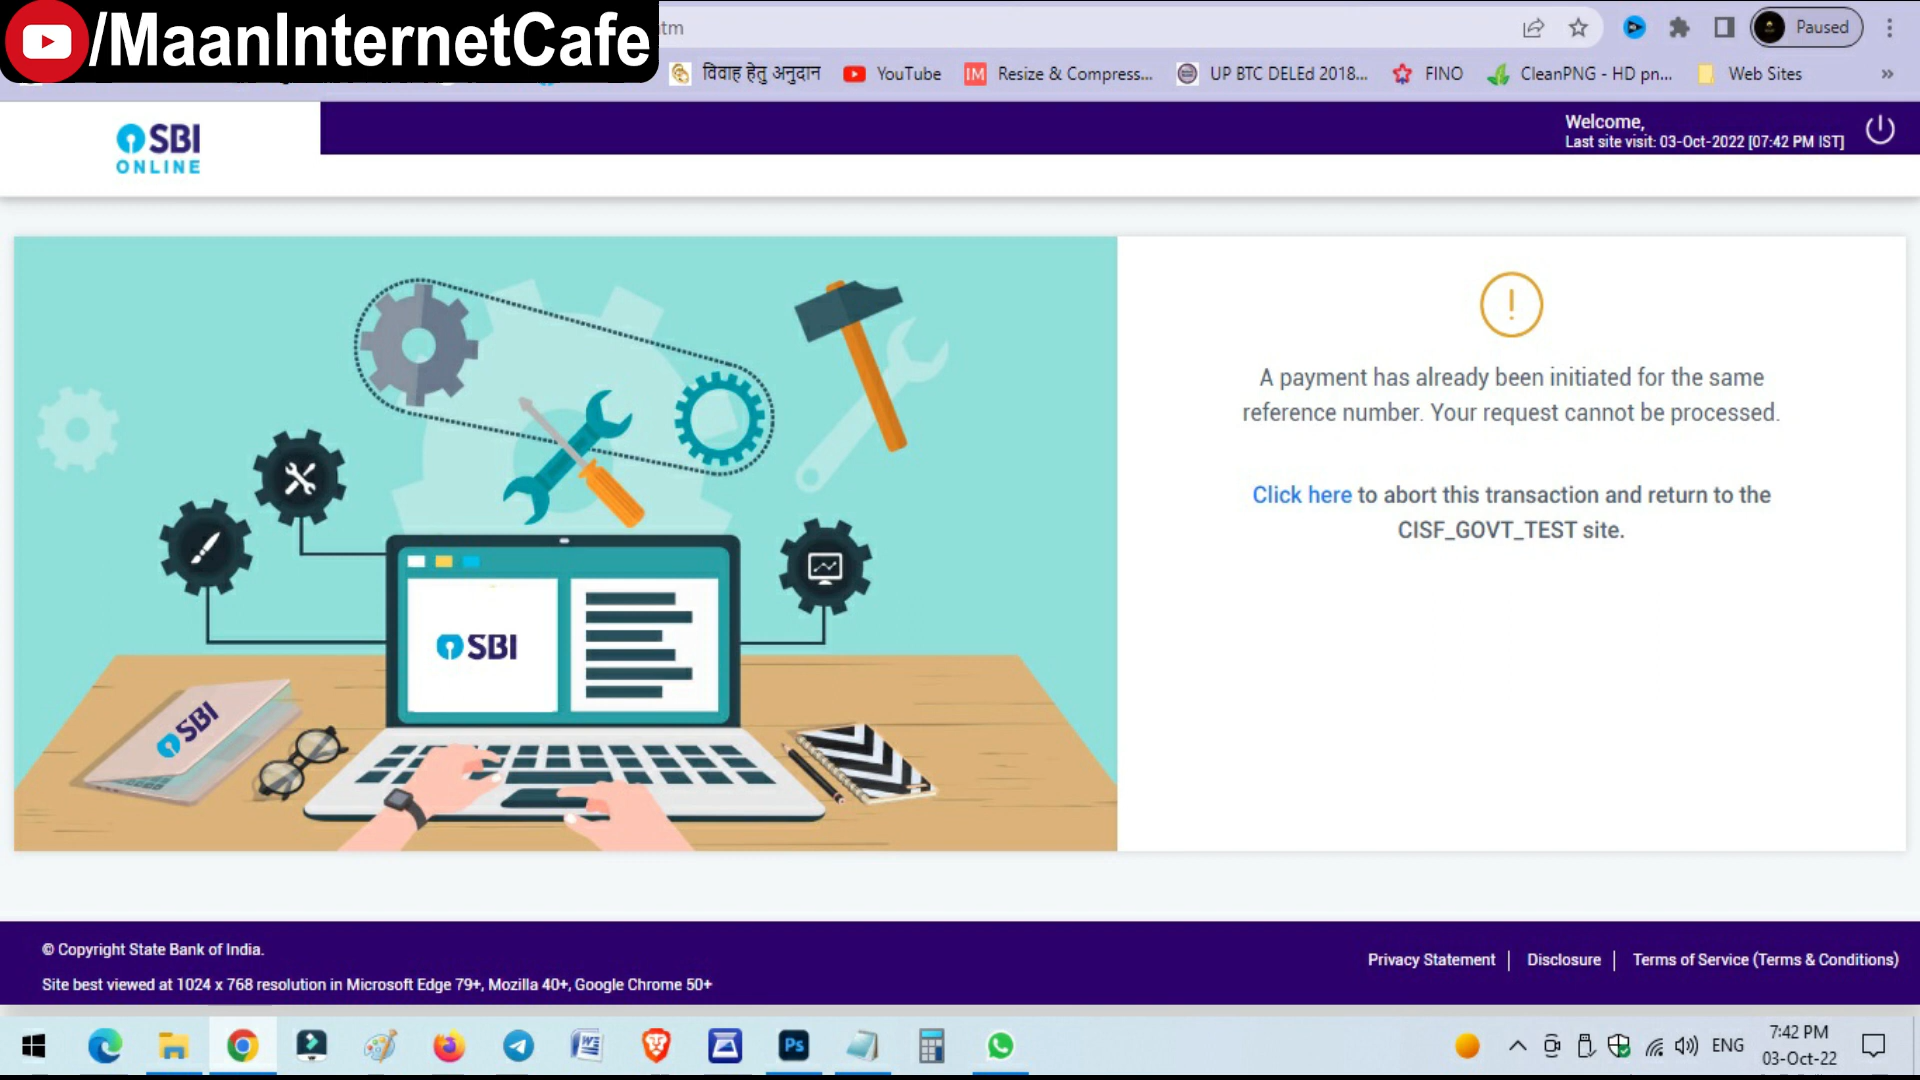 /MaanInternetCafe
tm
Paused
विवाह हेतु अनुदान
YouTube
IM
Resize & Compress...
UP BTC DELEd 2018...
FINO
CleanPNG - HD pn...
Web Sites
»
SBI
ONLINE
Welcome,
Last site visit: 03-Oct-2022 [07:42 PM IST]
!
A payment has already been initiated for the same
reference number. Your request cannot be processed.
Click here to abort this transaction and return to the
CISF_GOVT_TEST site.
SBI
SBI
© Copyright State Bank of India.
Site best viewed at 1024 x 768 resolution in Microsoft Edge 79+, Mozilla 40+, Google Chrome 50+
Privacy Statement | Disclosure | Terms of Service (Terms & Conditions)
W
Ps
ENG
7:42 PM
03-Oct-22